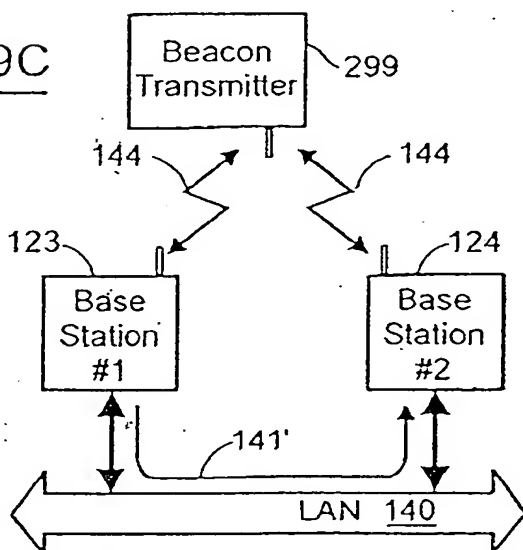 9C
Beacon
Transmitter
299
144
144
123
124
Base
Station
#1
Base
Station
#2
141'
LAN 140